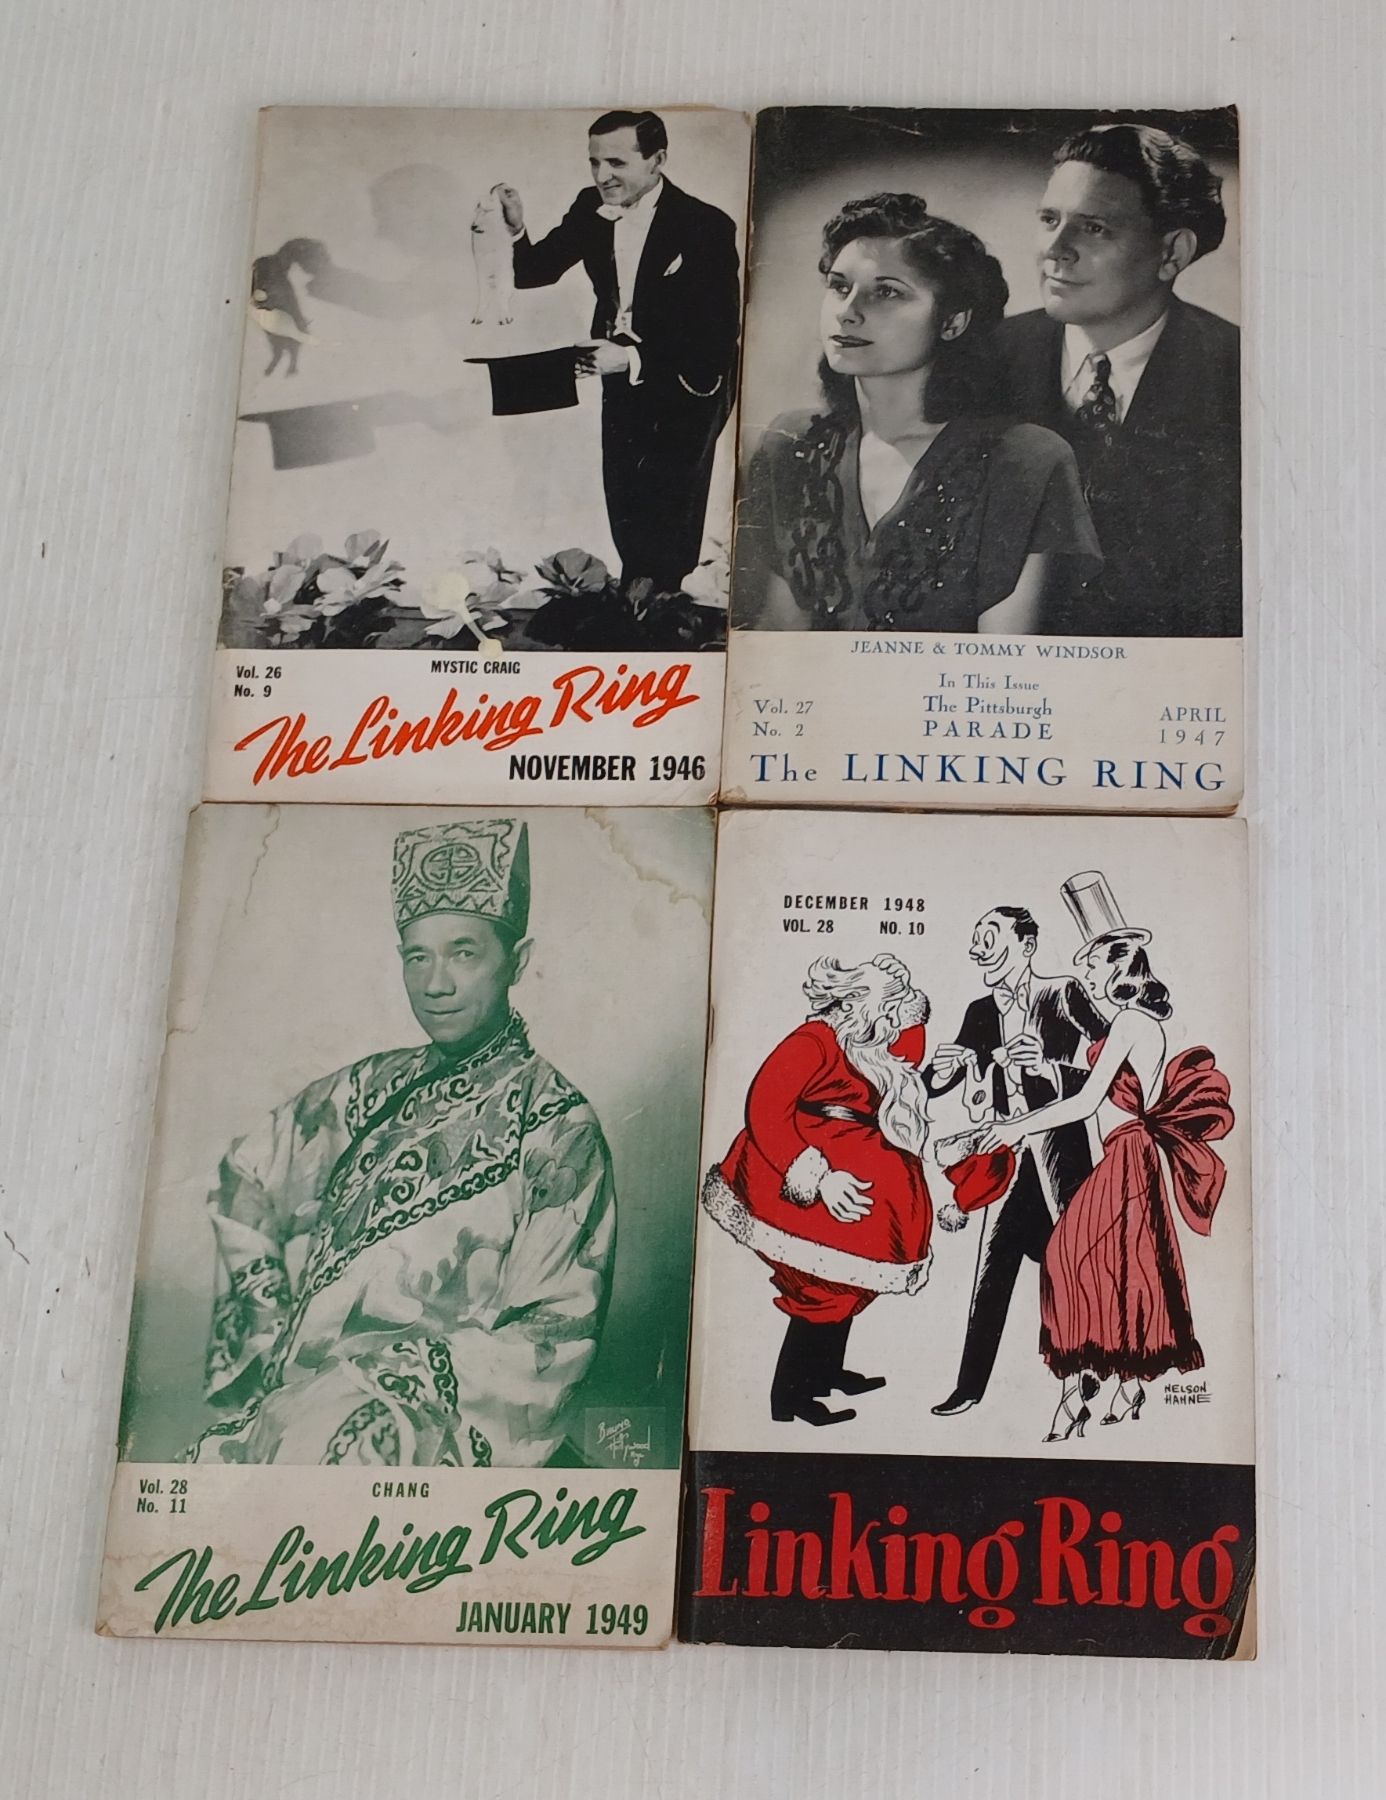 Vol. 26
No. 9
MYSTIC CRAIG
The Linking Ring
NOVEMBER 1946
JEANNE & TOMMY WINDSOR
In This Issue
The Pittsburgh
PARADE
Vol. 27
No. 2
APRIL
1947
The LINKING RING
Vol. 28
No. 11
CHANG
The Linking Ring
JANUARY 1949
DECEMBER 1948
VOL. 28 NO. 10
NELSON
HAHNE
Linking Ring